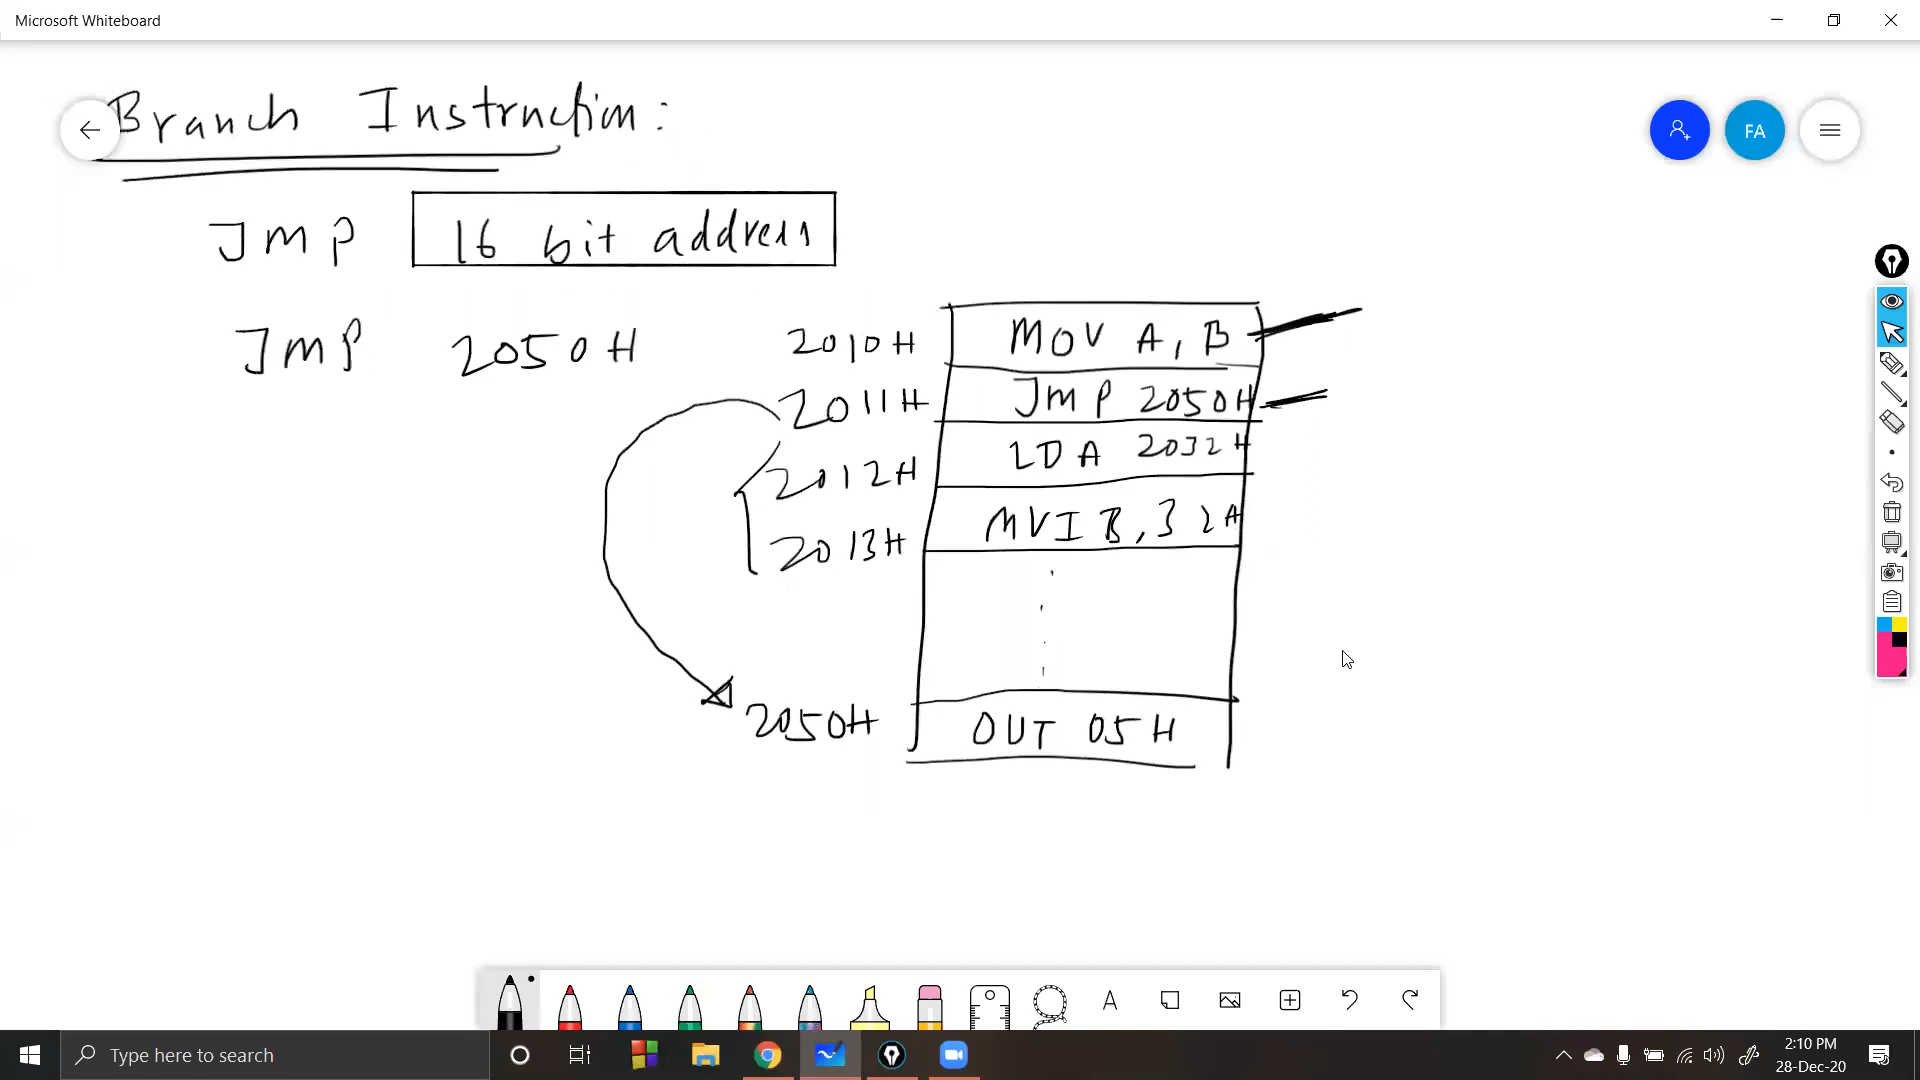 Microsoft Whiteboard
Branch Instruction:
FA
JMP 16 bit address
JMP 2050H
2010H MOV A, B
2011H JMP 2050H
2012H LDA 2032H
2013H MVI B, 32H
2050H OUT 05H
A
Type here to search
2:10 PM
28-Dec-20